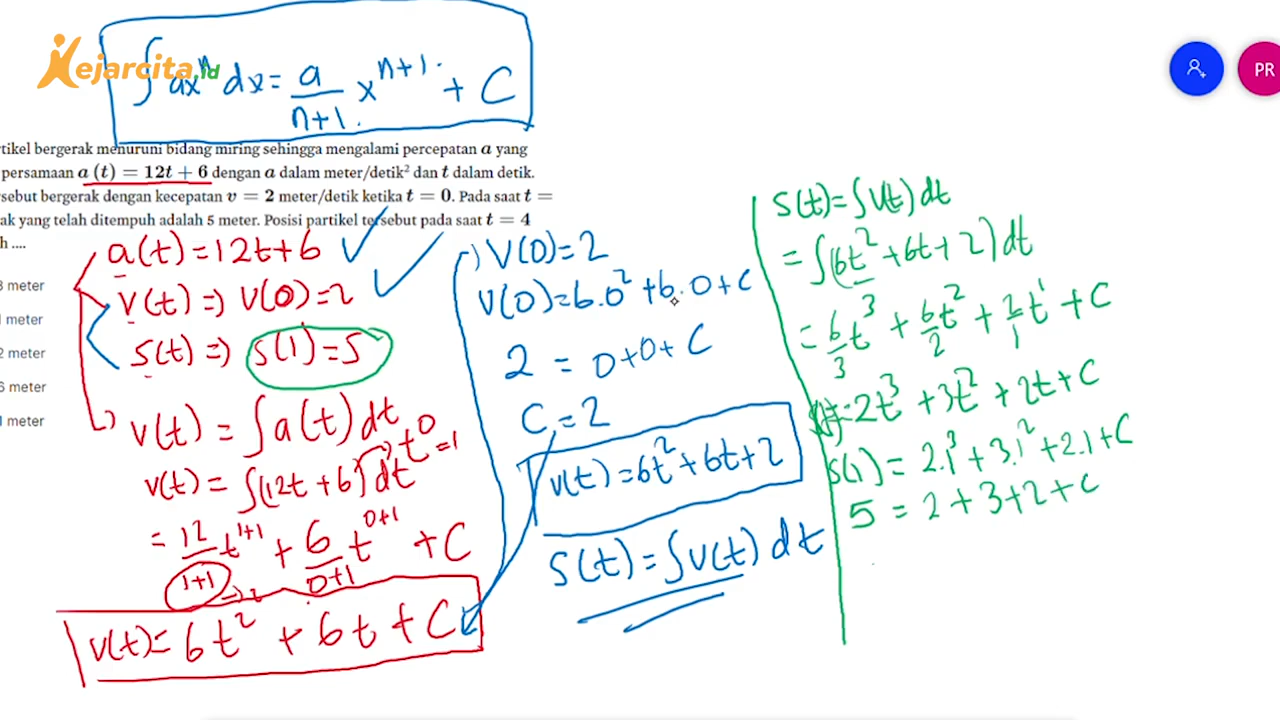 ∫ axⁿ dx = a/(n+1) xⁿ⁺¹ + C
ejarcita.id
PR
tikel bergerak menuruni bidang miring sehingga mengalami percepatan a yang
persamaan a (t) = 12t + 6 dengan a dalam meter/detik² dan t dalam detik.
sebut bergerak dengan kecepatan v = 2 meter/detik ketika t = 0. Pada saat t =
ak yang telah ditempuh adalah 5 meter. Posisi partikel tersebut pada saat t = 4
h ....
3 meter
1 meter
2 meter
6 meter
1 meter
a(t) = 12t + 6
v(t) => v(0) = 2
s(t) => s(1) = 5
v(t) = ∫ a(t) dt
t⁰ = 1
v(t) = ∫(12t + 6) dt
= 12/(1+1) t¹⁺¹ + 6/(0+1) t⁰⁺¹ + C
v(t) = 6t² + 6t + C
v(0) = 2
v(0) = 6.0² + 6.0 + C
2 = 0 + 0 + C
C = 2
v(t) = 6t² + 6t + 2
s(t) = ∫ v(t) dt
s(t) = ∫ v(t) dt
= ∫(6t² + 6t + 2) dt
= 6/3 t³ + 6/2 t² + 2/1 t¹ + C
s(t) = 2t³ + 3t² + 2t + C
s(1) = 2.1³ + 3.1² + 2.1 + C
5 = 2 + 3 + 2 + C